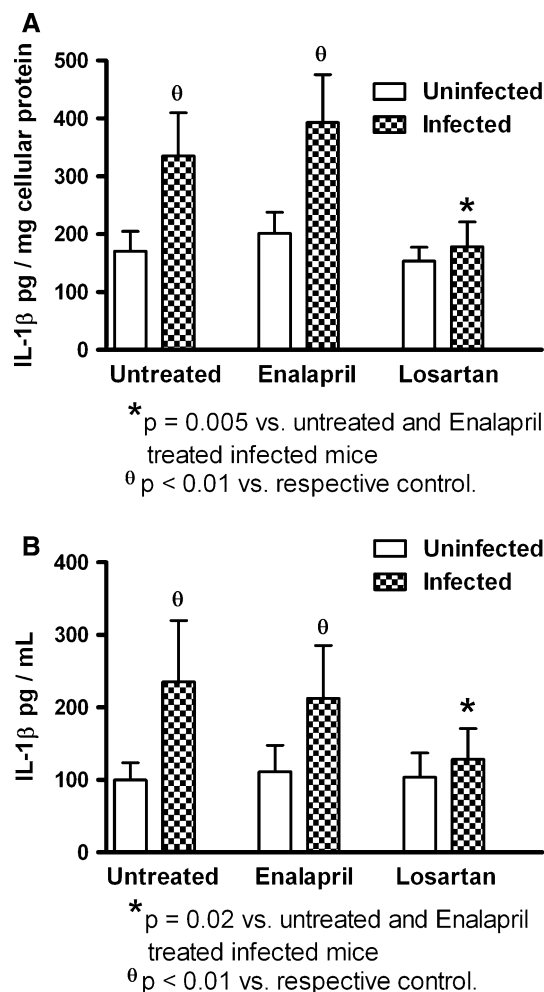 A
IL-1β pg / mg cellular protein
500
400
300
200
100
0
θ
θ
*
Uninfected
Infected
Untreated Enalapril Losartan
*p = 0.005 vs. untreated and Enalapril
treated infected mice
θ p < 0.01 vs. respective control.
B
IL-1β pg / mL
400
300
200
100
0
Uninfected
Infected
θ
θ
*
Untreated Enalapril Losartan
*p = 0.02 vs. untreated and Enalapril
treated infected mice
θ p < 0.01 vs. respective control.